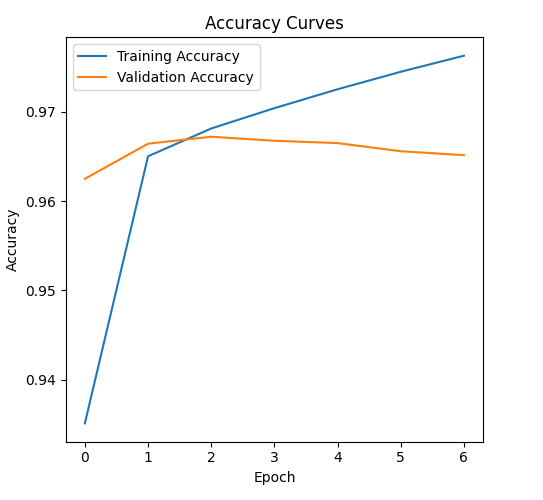 Accuracy Curves
Training Accuracy
Validation Accuracy
0.97
0.96
0.95
0.94
Accuracy
0 1 2 3 4 5 6
Epoch